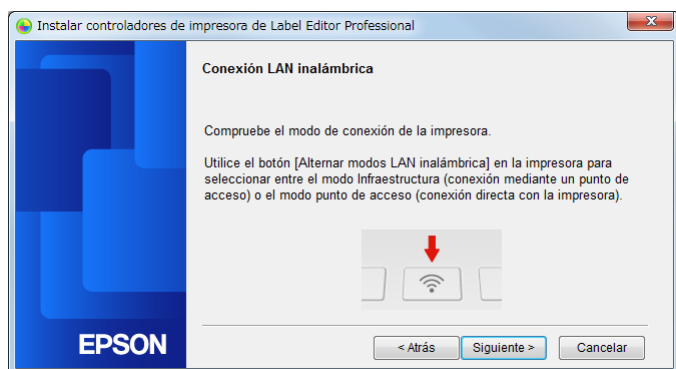 Instalar controladores de impresora de Label Editor Professional
Conexión LAN inalámbrica
Compruebe el modo de conexión de la impresora.
Utilice el botón [Alternar modos LAN inalámbrica] en la impresora para
seleccionar entre el modo Infraestructura (conexión mediante un punto de
acceso) o el modo punto de acceso (conexión directa con la impresora).
EPSON
< Atrás
Siguiente >
Cancelar